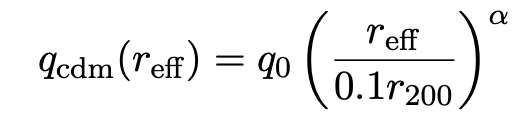 q_cdm(r_eff) = q_0 (r_eff / 0.1r_200)^α